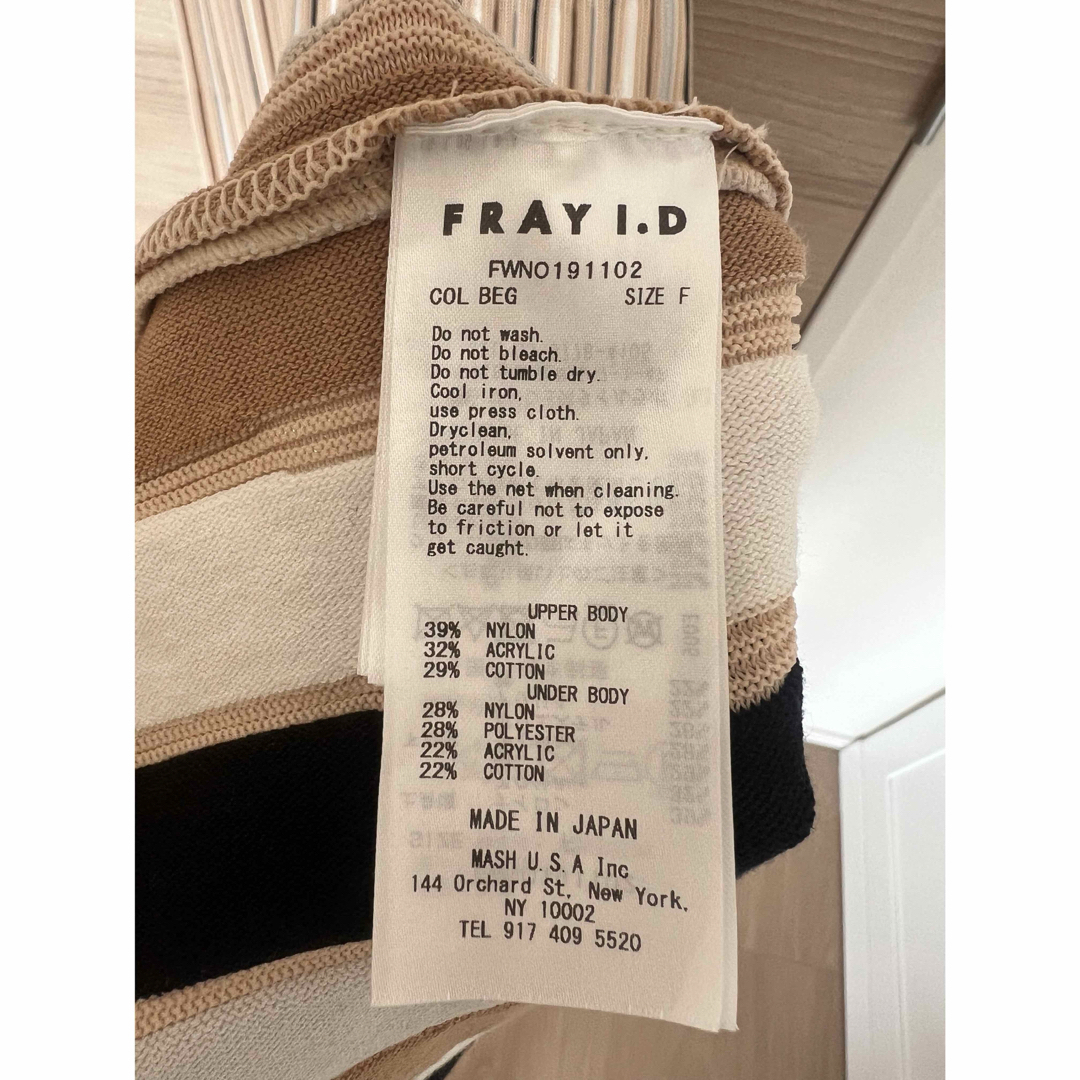 FRAY I.D
FWNO191102
COL BEG SIZE F
Do not wash.
Do not bleach.
Do not tumble dry.
Cool iron,
use press cloth.
Dryclean,
petroleum solvent only,
short cycle.
Use the net when cleaning.
Be careful not to expose
to friction or let it
get caught.
UPPER BODY
39% NYLON
32% ACRYLIC
29% COTTON
UNDER BODY
28% NYLON
28% POLYESTER
22% ACRYLIC
22% COTTON
MADE IN JAPAN
MASH U.S.A Inc
144 Orchard St, New York,
NY 10002
TEL 917 409 5520